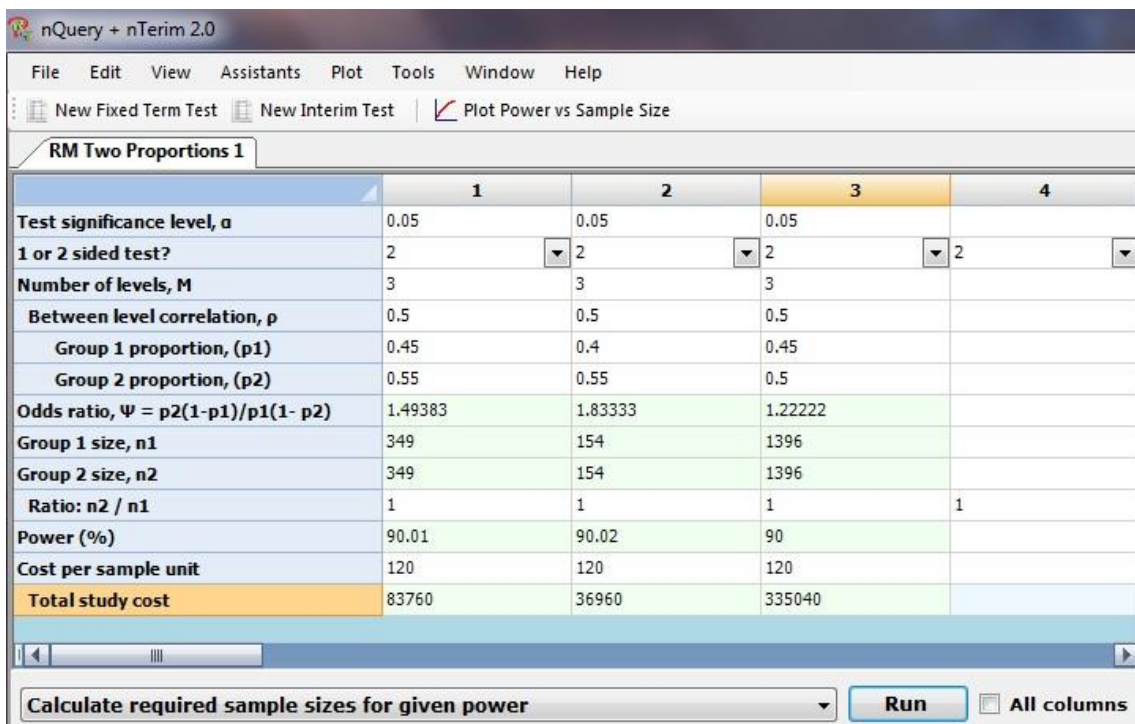 nQuery + nTerim 2.0
File Edit View Assistants Plot Tools Window Help
New Fixed Term Test New Interim Test Plot Power vs Sample Size
RM Two Proportions 1
1 2 3 4
Test significance level, α 0.05 0.05 0.05
1 or 2 sided test? 2 2 2 2
Number of levels, M 3 3 3
Between level correlation, ρ 0.5 0.5 0.5
Group 1 proportion, (p1) 0.45 0.4 0.45
Group 2 proportion, (p2) 0.55 0.55 0.5
Odds ratio, Ψ = p2(1-p1)/p1(1- p2) 1.49383 1.83333 1.22222
Group 1 size, n1 349 154 1396
Group 2 size, n2 349 154 1396
Ratio: n2 / n1 1 1 1 1
Power (%) 90.01 90.02 90
Cost per sample unit 120 120 120
Total study cost 83760 36960 335040
Calculate required sample sizes for given power Run All columns